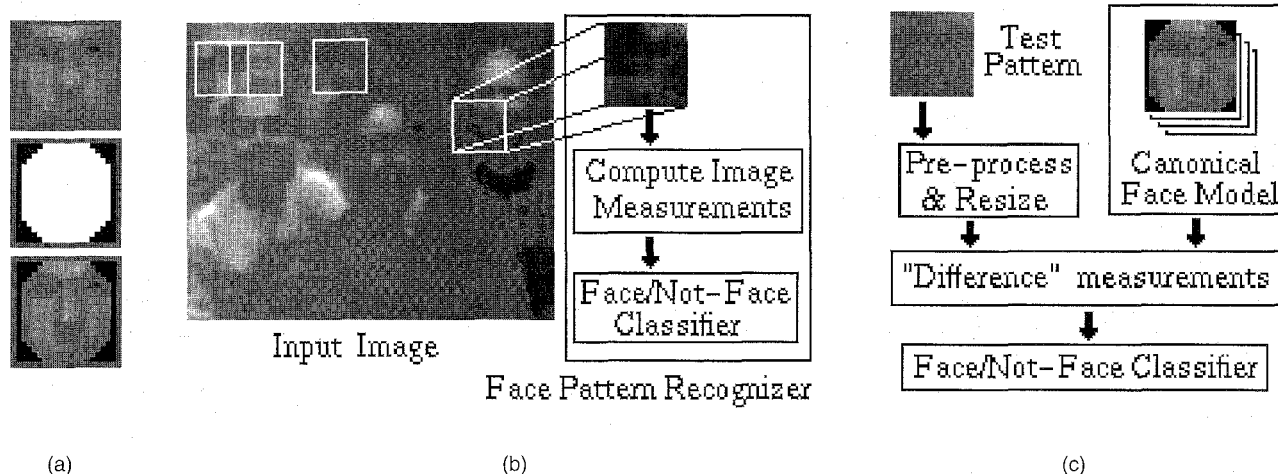 Input Image
Compute Image
Measurements
Face/Not-Face
Classifier
Face Pattern Recognizer
Test
Pattern
Pre-process
& Resize
Canonical
Face Model
"Difference" measurements
Face/Not-Face Classifier
(a)
(b)
(c)